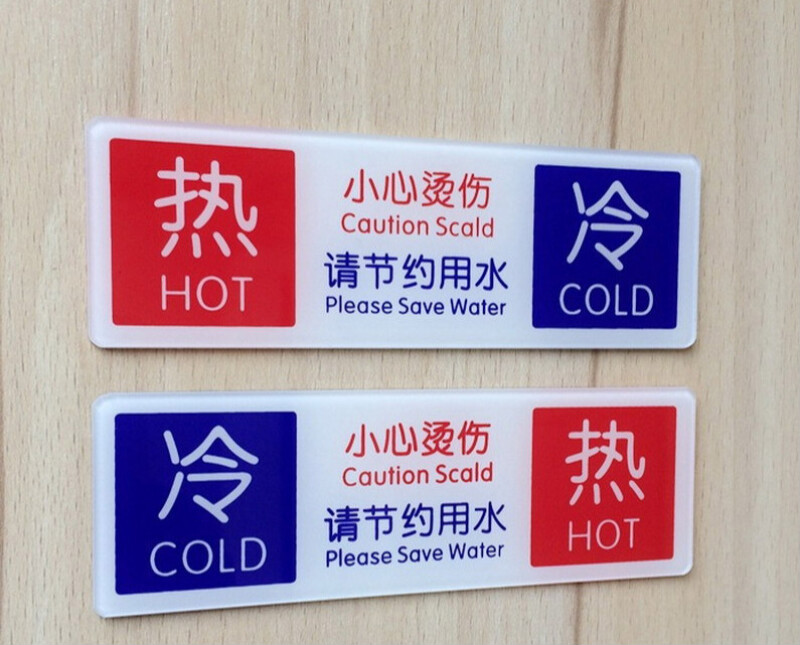 热
HOT
小心烫伤
Caution Scald
请节约用水
Please Save Water
冷
COLD
冷
COLD
小心烫伤
Caution Scald
请节约用水
Please Save Water
热
HOT